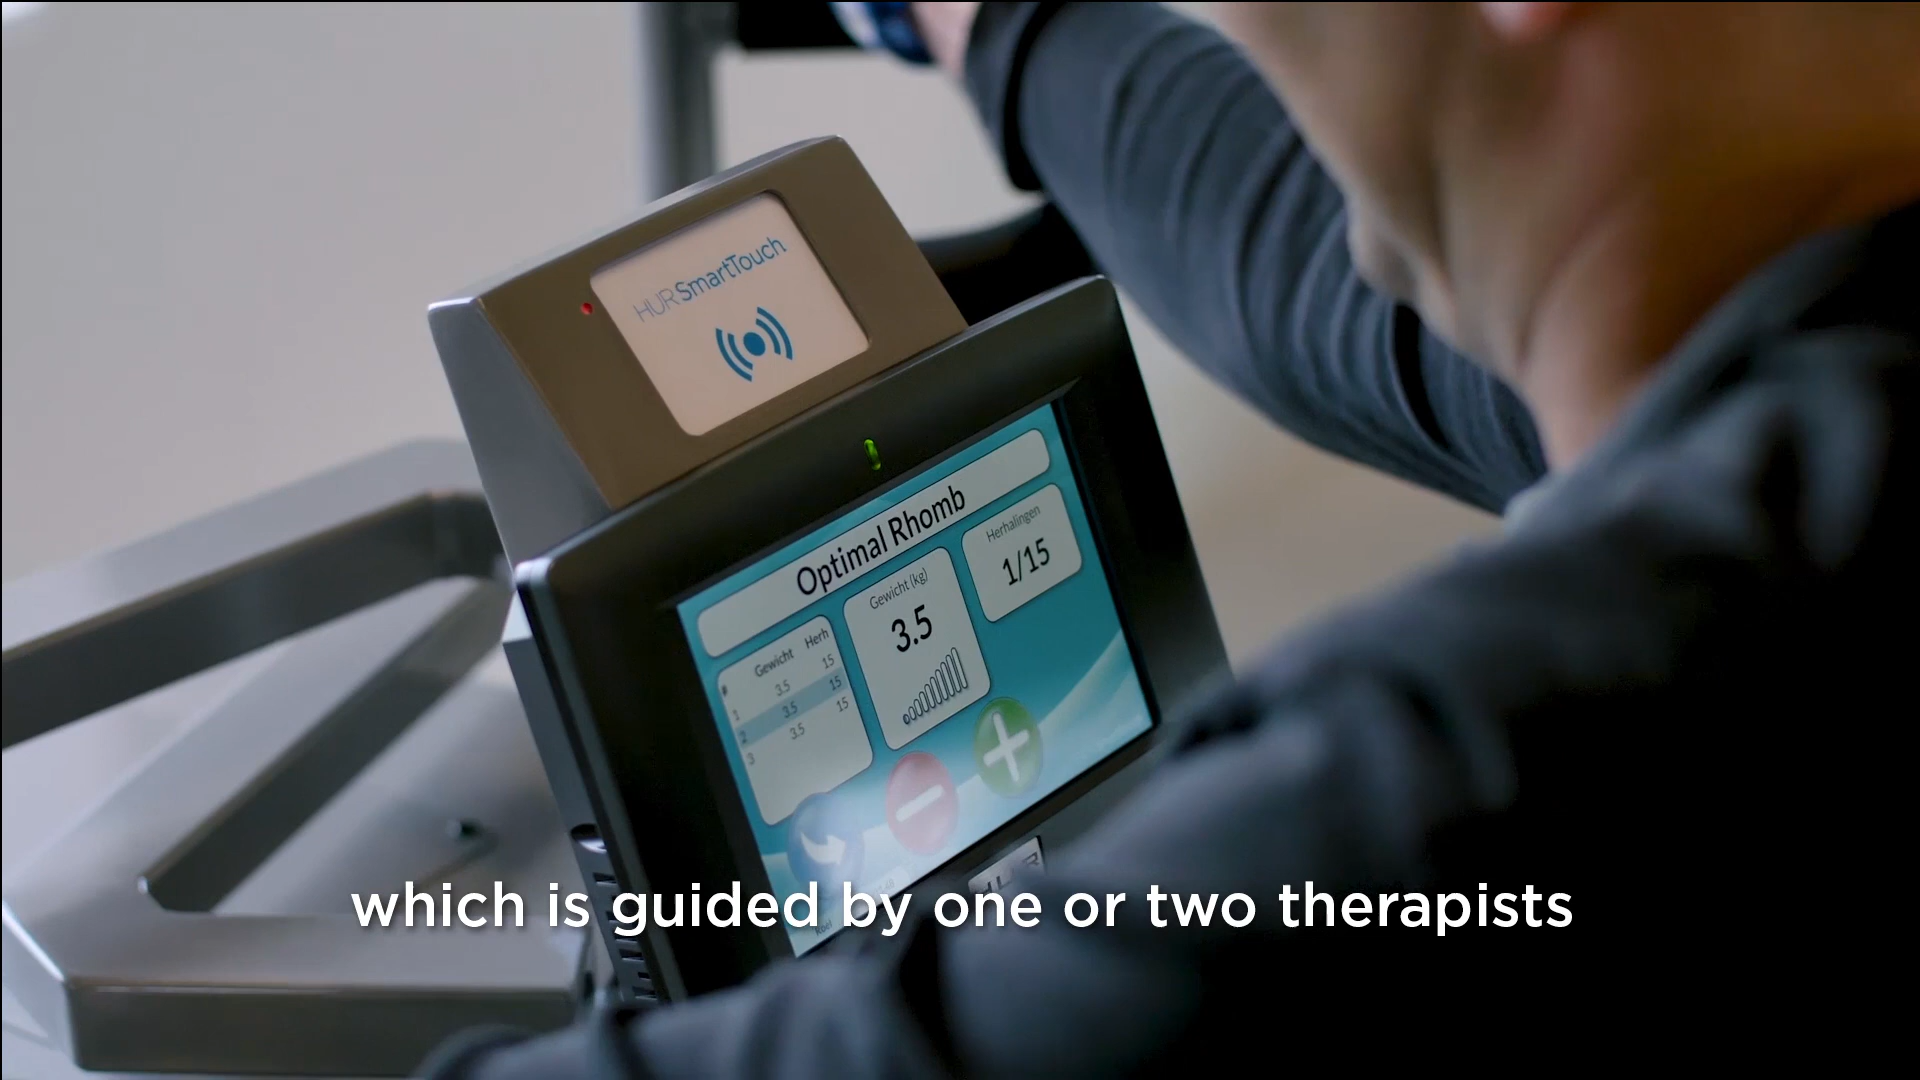 HUR SmartTouch
Optimal Rhomb
Herhalingen
1/15
Gewicht (kg)
3.5
# Gewicht Herh
1 3.5 15
2 3.5 15
3 3.5 15
HUR
which is guided by one or two therapists